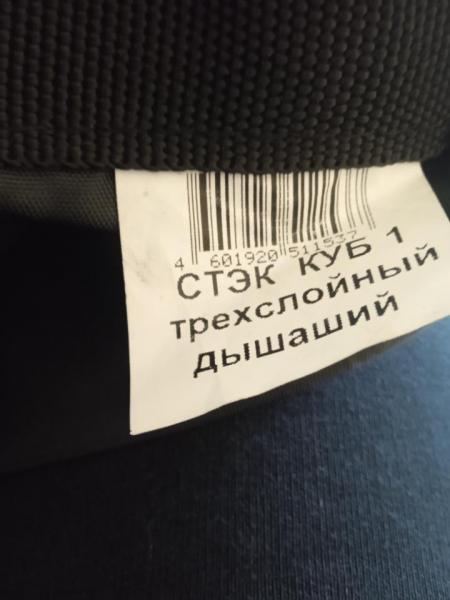 4 601920 511537
СТЭК КУБ 1
трехслойный
дышаший